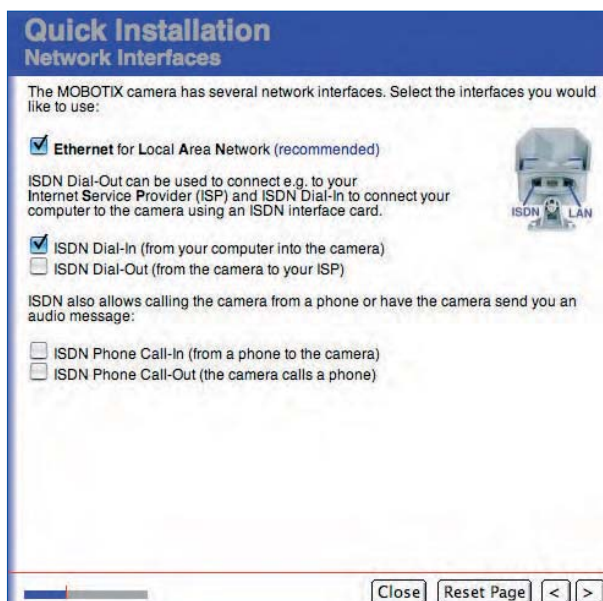 Quick Installation
Network Interfaces
The MOBOTIX camera has several network interfaces. Select the interfaces you would
like to use:
Ethernet for Local Area Network (recommended)
ISDN Dial-Out can be used to connect e.g. to your
Internet Service Provider (ISP) and ISDN Dial-In to connect your
computer to the camera using an ISDN interface card.
ISDN LAN
ISDN Dial-In (from your computer into the camera)
ISDN Dial-Out (from the camera to your ISP)
ISDN also allows calling the camera from a phone or have the camera send you an
audio message:
ISDN Phone Call-In (from a phone to the camera)
ISDN Phone Call-Out (the camera calls a phone)
Close Reset Page < >